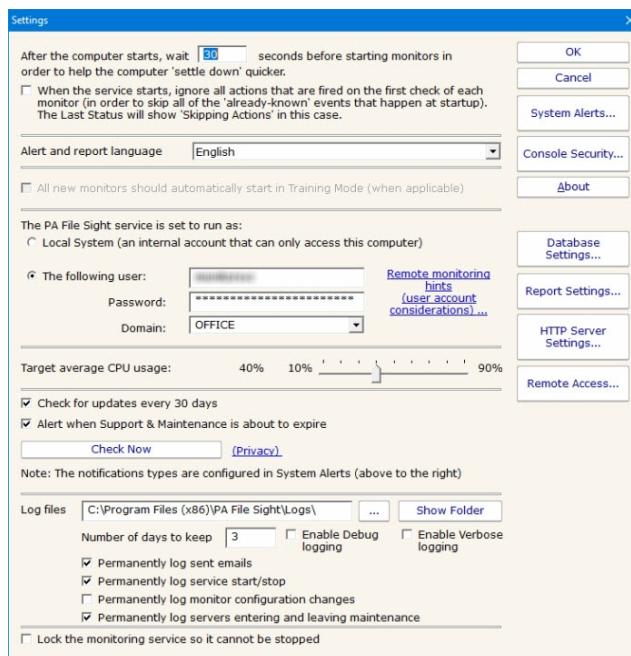 Settings
After the computer starts, wait 30 seconds before starting monitors in
order to help the computer 'settle down' quicker.
When the service starts, ignore all actions that are fired on the first check of each
monitor (in order to skip all of the 'already-known' events that happen at startup).
The Last Status will show 'Skipping Actions' in this case.
Alert and report language English
All new monitors should automatically start in Training Mode (when applicable)
The PA File Sight service is set to run as:
Local System (an internal account that can only access this computer)
The following user:
Password: ***********************
Domain: OFFICE
Remote monitoring
hints
(user account
considerations) ...
Target average CPU usage: 40% 10% 90%
Check for updates every 30 days
Alert when Support & Maintenance is about to expire
Check Now (Privacy)
Note: The notifications types are configured in System Alerts (above to the right)
Log files C:\Program Files (x86)\PA File Sight\Logs\ ... Show Folder
Number of days to keep 3
Enable Debug
logging
Enable Verbose
logging
Permanently log sent emails
Permanently log service start/stop
Permanently log monitor configuration changes
Permanently log servers entering and leaving maintenance
Lock the monitoring service so it cannot be stopped
OK
Cancel
System Alerts...
Console Security...
About
Database
Settings...
Report Settings...
HTTP Server
Settings...
Remote Access...